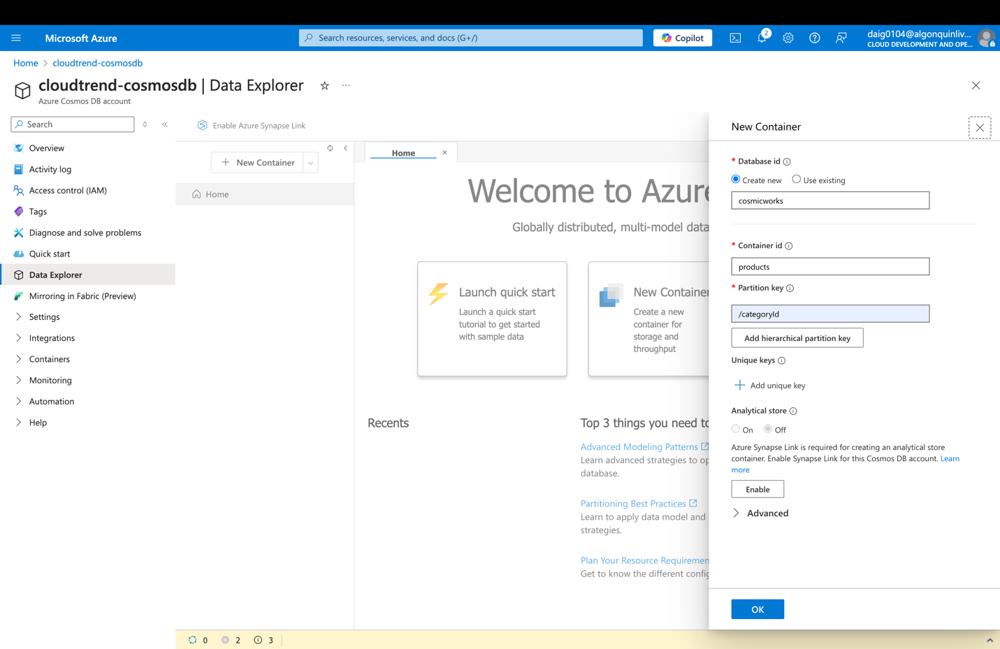 Microsoft Azure
Search resources, services, and docs (G+/)
Copilot
2
daig0104@algonquinliv...
CLOUD DEVELOPMENT AND OPE...
Home > cloudtrend-cosmosdb
cloudtrend-cosmosdb | Data Explorer
Azure Cosmos DB account
Search
Overview
Activity log
Access control (IAM)
Tags
Diagnose and solve problems
Quick start
Data Explorer
Mirroring in Fabric (Preview)
Settings
Integrations
Containers
Monitoring
Automation
Help
Enable Azure Synapse Link
New Container
Home
Home
Welcome to Azure
Globally distributed, multi-model data
Launch quick start
Launch a quick start
tutorial to get started
with sample data
New Container
Create a new
container for
storage and
throughput
Recents
Top 3 things you need to
Advanced Modeling Patterns
Learn advanced strategies to op
database.
Partitioning Best Practices
Learn to apply data model and
strategies.
Plan Your Resource Requiremen
Get to know the different config
New Container
* Database id
Create new Use existing
cosmicworks
* Container id
products
* Partition key
/categoryId
Add hierarchical partition key
Unique keys
Add unique key
Analytical store
On Off
Azure Synapse Link is required for creating an analytical store
container. Enable Synapse Link for this Cosmos DB account. Learn
more
Enable
Advanced
OK
0 2 3